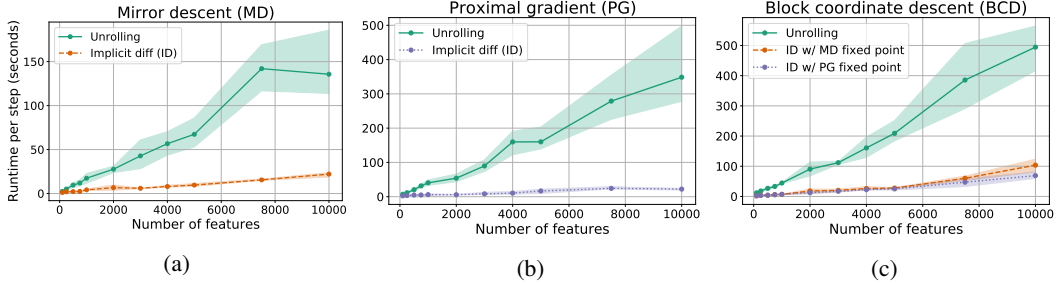 Mirror descent (MD)
Unrolling
Implicit diff (ID)
Runtime per step (seconds)
150
100
50
0
0 2000 4000 6000 8000 10000
Number of features
(a)
Proximal gradient (PG)
Unrolling
Implicit diff (ID)
500
400
300
200
100
0
0 2000 4000 6000 8000 10000
Number of features
(b)
Block coordinate descent (BCD)
Unrolling
ID w/ MD fixed point
ID w/ PG fixed point
500
400
300
200
100
0
0 2000 4000 6000 8000 10000
Number of features
(c)